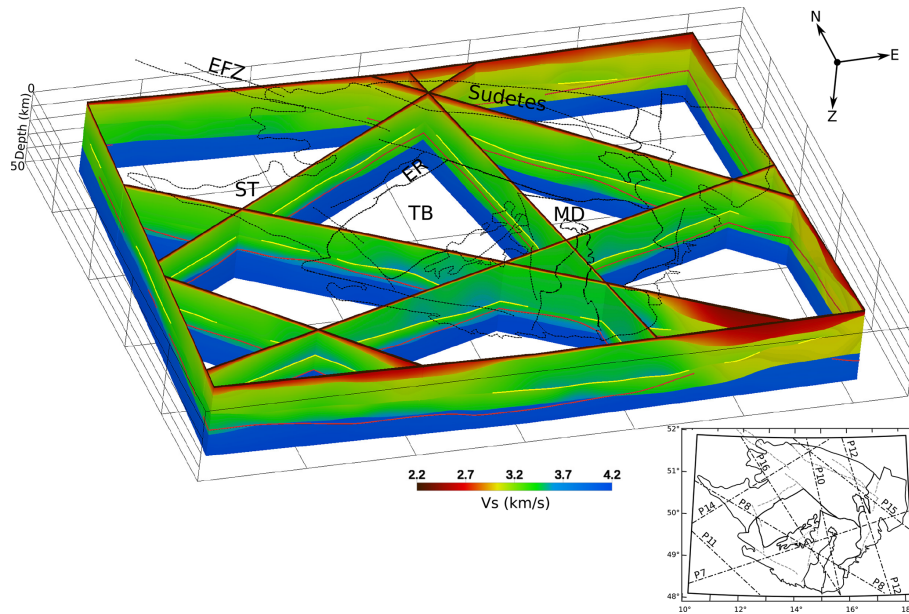 N
E
Z
EFZ
Sudetes
0
Depth (km)
50
ST
ER
TB
MD
2.2 2.7 3.2 3.7 4.2
Vs (km/s)
52°
51°
50°
49°
48°
P16
P10
P12
P14
P8
P15
P11
P7
P8
P12
10° 12° 14° 16° 18